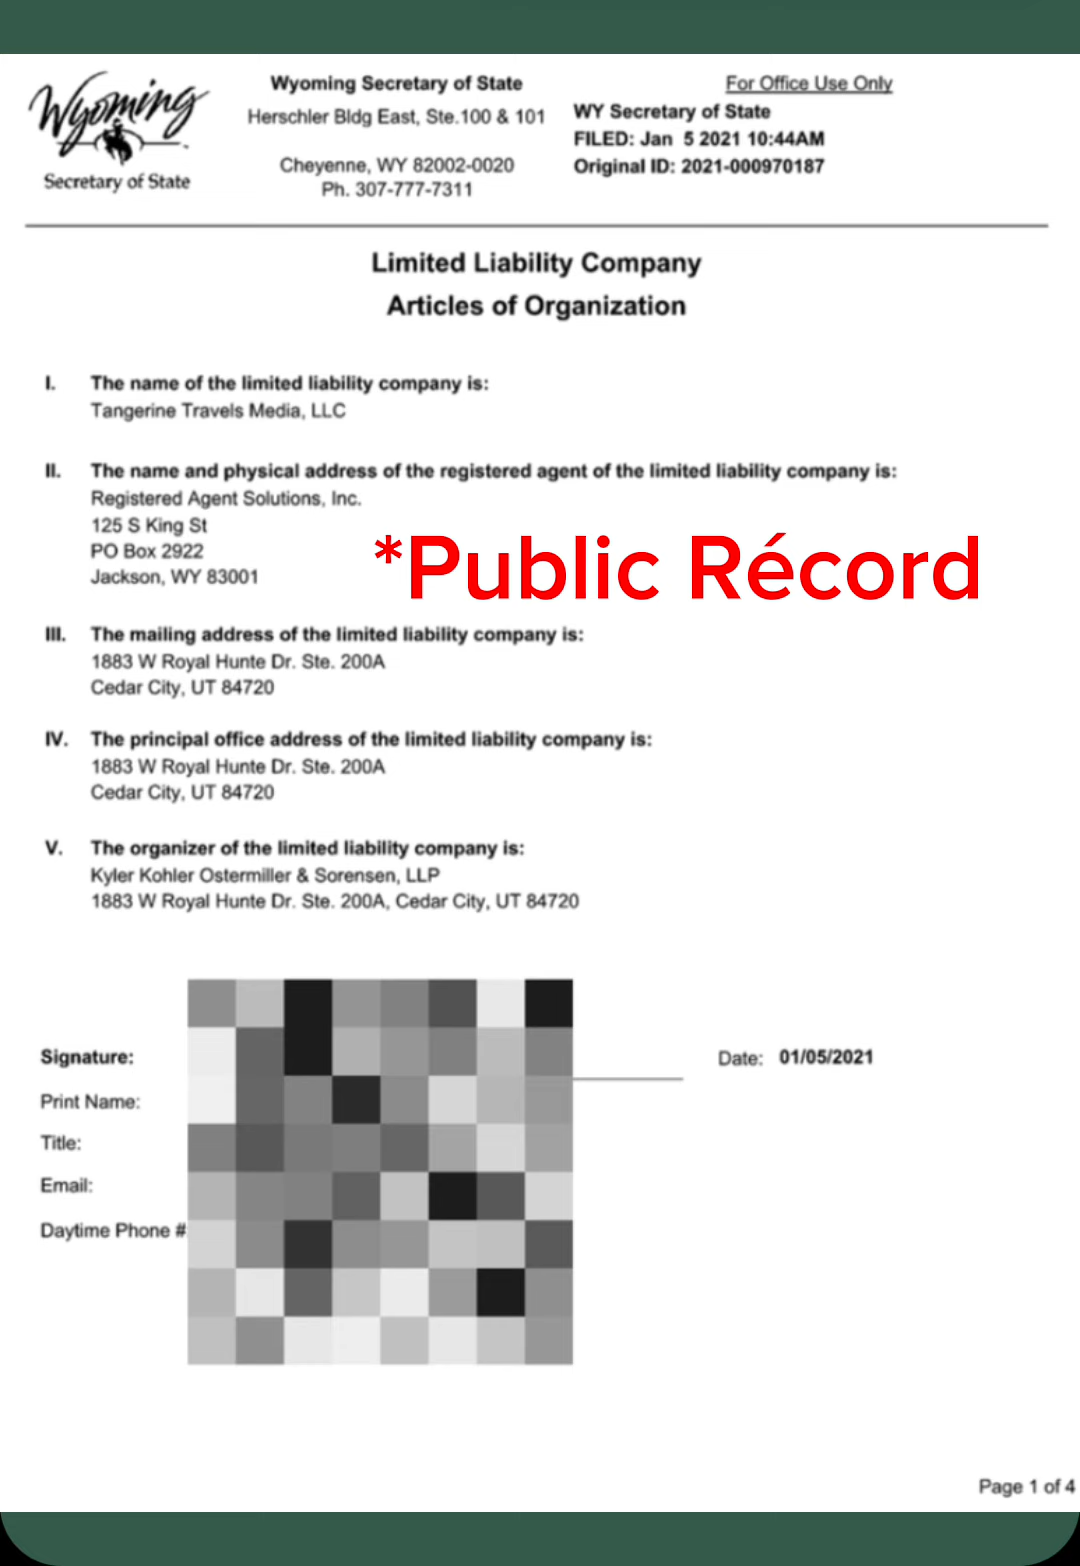 Wyoming
Secretary of State
Wyoming Secretary of State
Herschler Bldg East, Ste.100 & 101
Cheyenne, WY 82002-0020
Ph. 307-777-7311
For Office Use Only
WY Secretary of State
FILED: Jan 5 2021 10:44AM
Original ID: 2021-000970187
Limited Liability Company
Articles of Organization
I. The name of the limited liability company is:
Tangerine Travels Media, LLC
II. The name and physical address of the registered agent of the limited liability company is:
Registered Agent Solutions, Inc.
125 S King St
PO Box 2922
Jackson, WY 83001
*Public Récord
III. The mailing address of the limited liability company is:
1883 W Royal Hunte Dr. Ste. 200A
Cedar City, UT 84720
IV. The principal office address of the limited liability company is:
1883 W Royal Hunte Dr. Ste. 200A
Cedar City, UT 84720
V. The organizer of the limited liability company is:
Kyler Kohler Ostermiller & Sorensen, LLP
1883 W Royal Hunte Dr. Ste. 200A, Cedar City, UT 84720
Signature:
Date: 01/05/2021
Print Name:
Title:
Email:
Daytime Phone #
Page 1 of 4